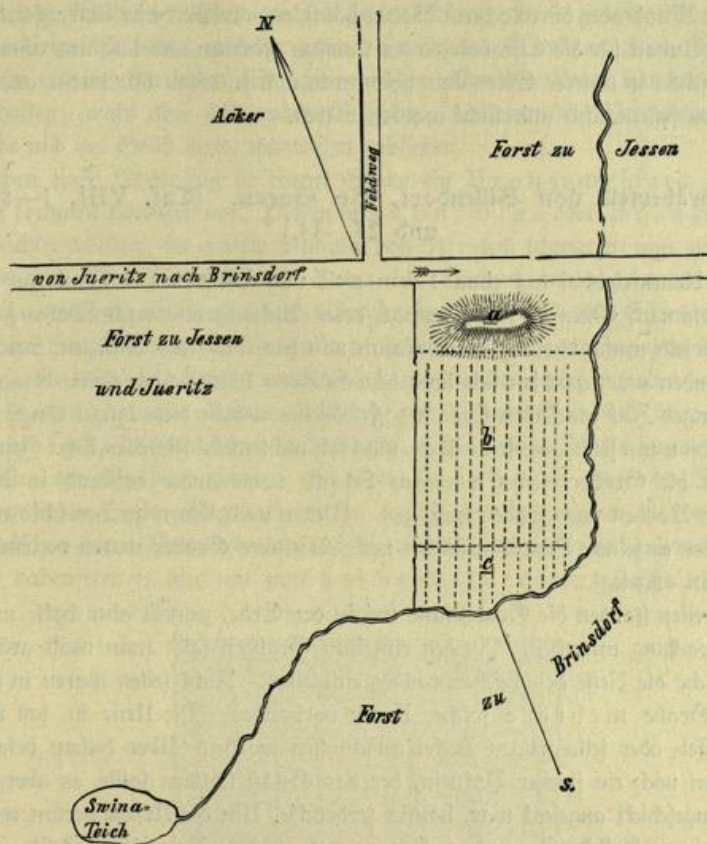 N
Acker
Feldweg
Forst zu Jessen
von Jueritz nach Brinsdorf.
Forst zu Jessen
und Jueritz
a
b
c
Forst zu Brinsdorf
S.
Swina-
Teich